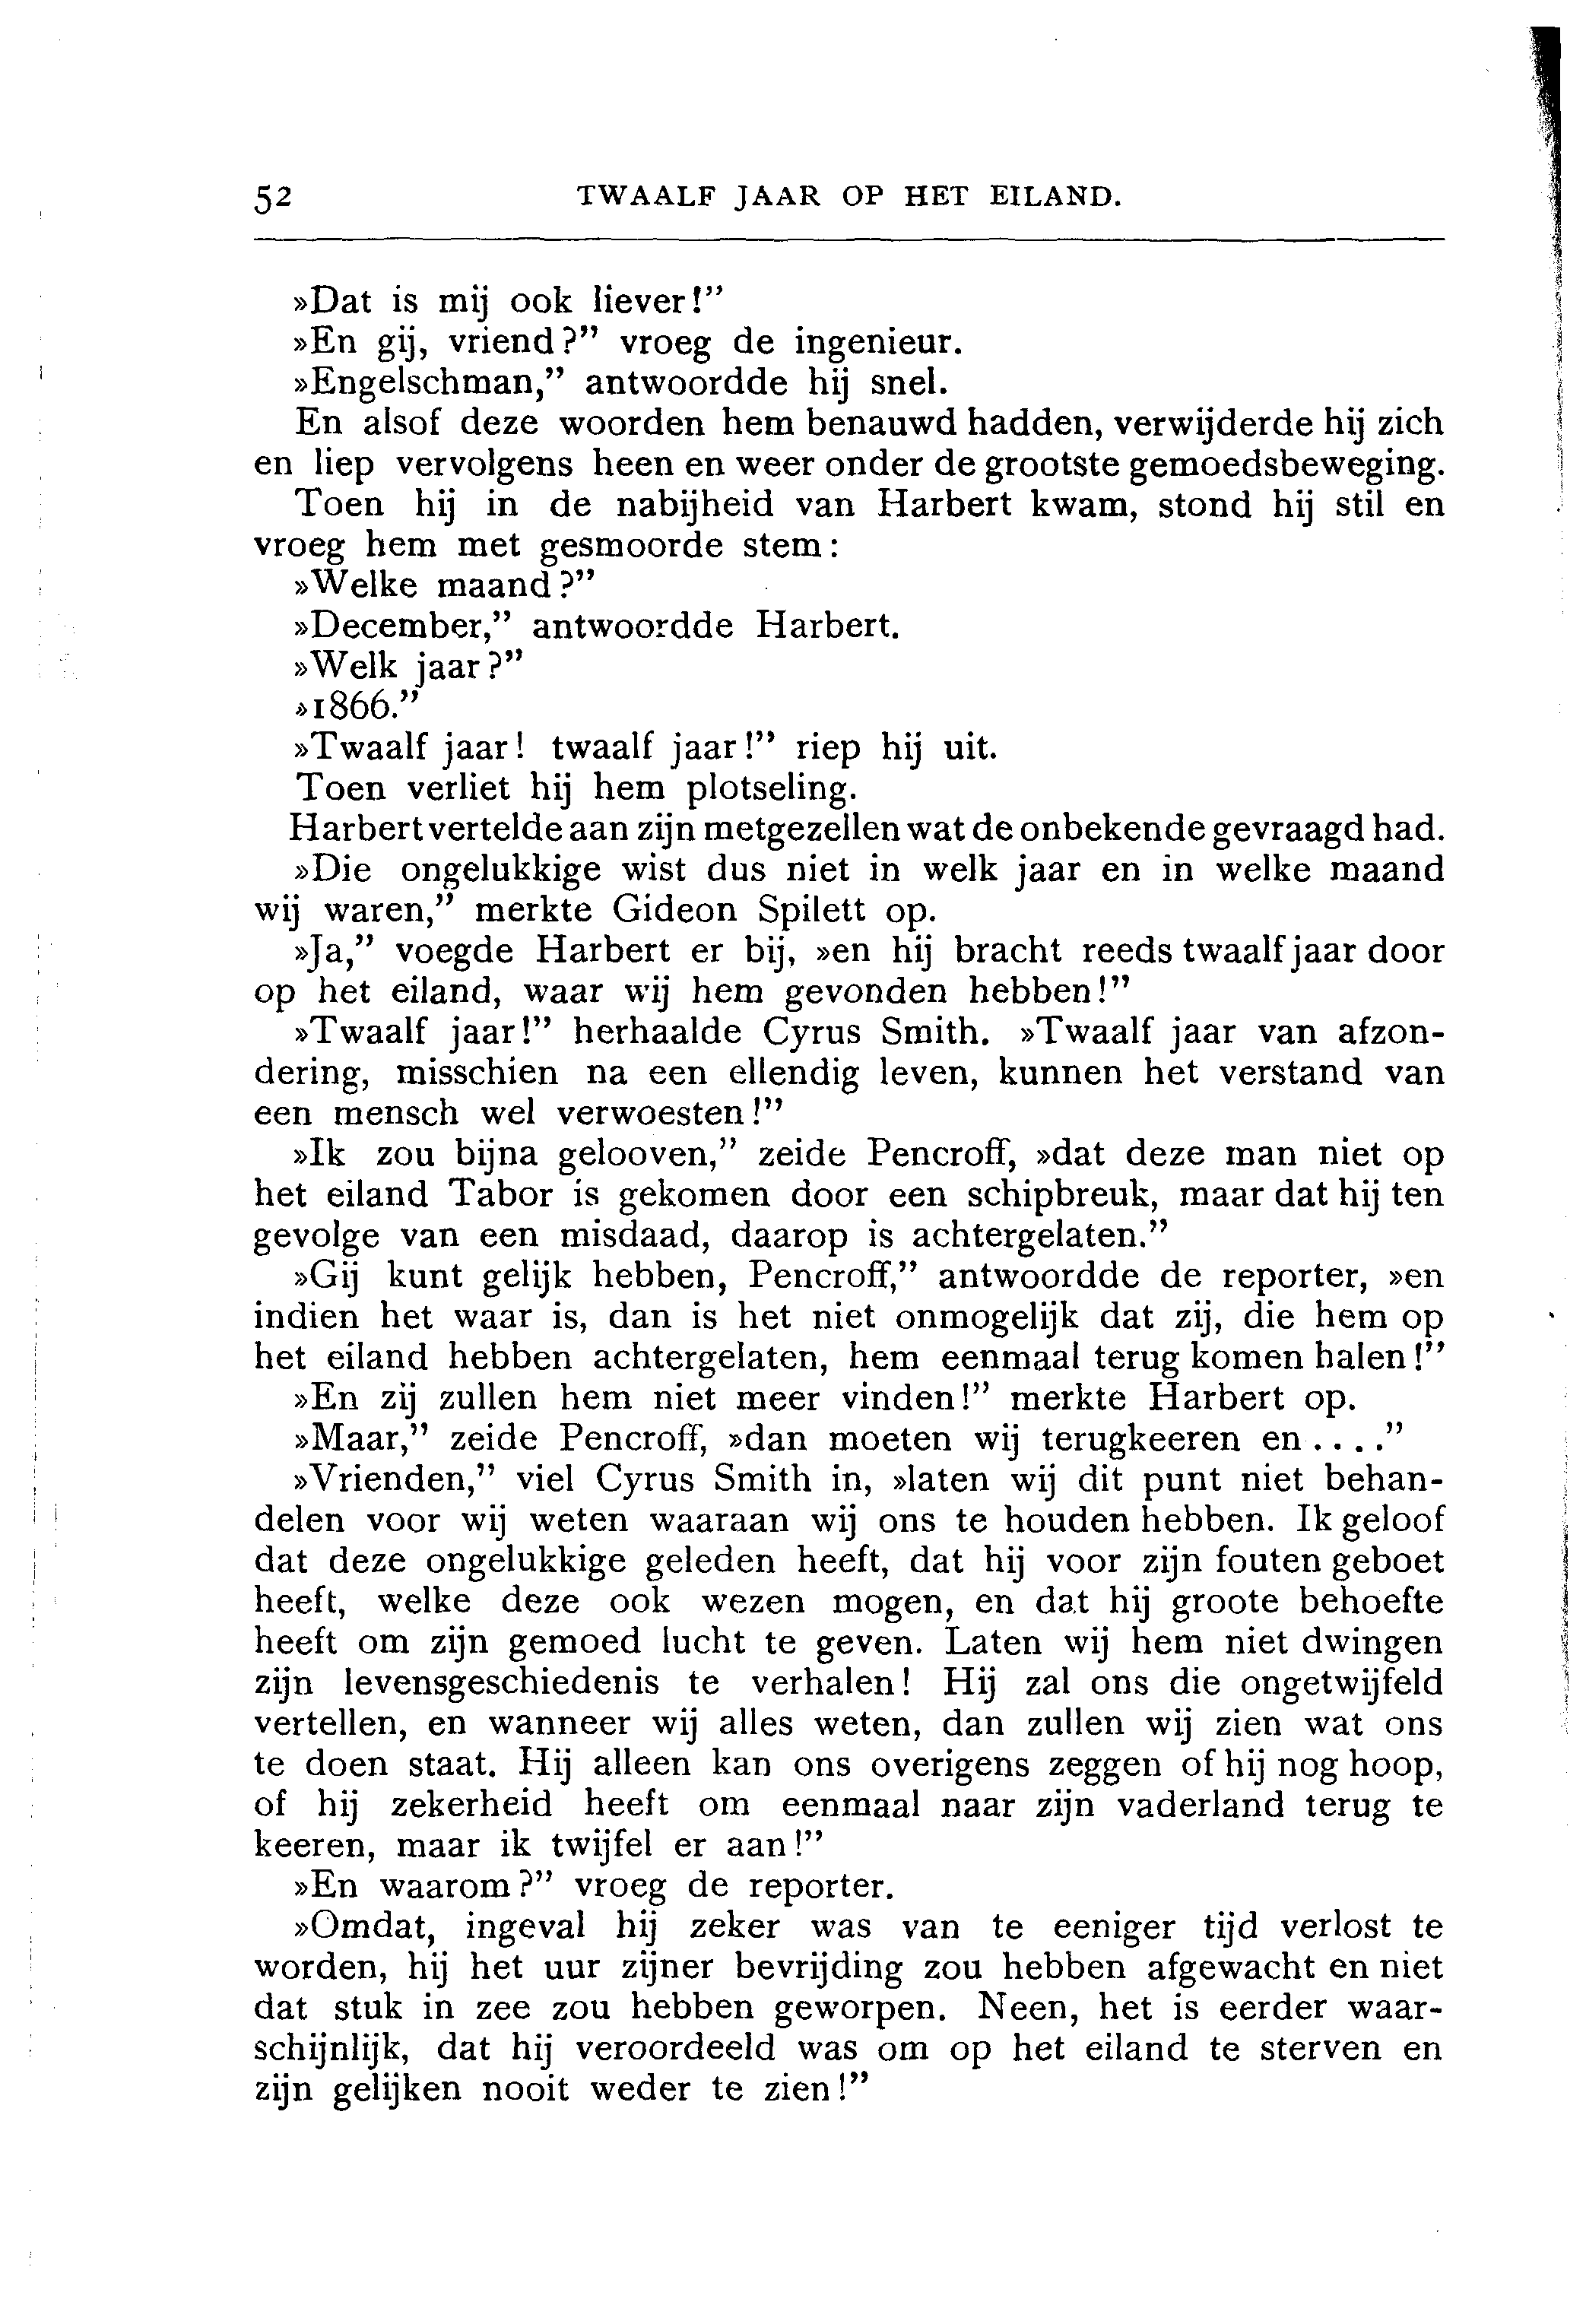 52 TWAALF JAAR OP HET EILAND.
»Dat is mij ook liever!”
»En gij, vriend?” vroeg de ingenieur.
»Engelschman,” antwoordde hij snel.
En alsof deze woorden hem benauwd hadden, verwijderde hij zich
en liep vervolgens heen en weer onder de grootste gemoedsbeweging.
Toen hij in de nabijheid van Harbert kwam, stond hij stil en
vroeg hem met gesmoorde stem:
»Welke maand?”
»December,” antwoordde Harbert.
»Welk jaar?”
»1866.”
»Twaalf jaar! twaalf jaar!” riep hij uit.
Toen verliet hij hem plotseling.
Harbert vertelde aan zijn metgezellen wat de onbekende gevraagd had.
»Die ongelukkige wist dus niet in welk jaar en in welke maand
wij waren,” merkte Gideon Spilett op.
»Ja,” voegde Harbert er bij, »en hij bracht reeds twaalf jaar door
op het eiland, waar wij hem gevonden hebben!”
»Twaalf jaar!” herhaalde Cyrus Smith. »Twaalf jaar van afzon-
dering, misschien na een ellendig leven, kunnen het verstand van
een mensch wel verwoesten!”
»Ik zou bijna gelooven,” zeide Pencroff, »dat deze man niet op
het eiland Tabor is gekomen door een schipbreuk, maar dat hij ten
gevolge van een misdaad, daarop is achtergelaten.”
»Gij kunt gelijk hebben, Pencroff,” antwoordde de reporter, »en
indien het waar is, dan is het niet onmogelijk dat zij, die hem op
het eiland hebben achtergelaten, hem eenmaal terug komen halen!”
»En zij zullen hem niet meer vinden!” merkte Harbert op.
»Maar,” zeide Pencroff, »dan moeten wij terugkeeren en....”
»Vrienden,” viel Cyrus Smith in, »laten wij dit punt niet behan-
delen voor wij weten waaraan wij ons te houden hebben. Ik geloof
dat deze ongelukkige geleden heeft, dat hij voor zijn fouten geboet
heeft, welke deze ook wezen mogen, en dat hij groote behoefte
heeft om zijn gemoed lucht te geven. Laten wij hem niet dwingen
zijn levensgeschiedenis te verhalen! Hij zal ons die ongetwijfeld
vertellen, en wanneer wij alles weten, dan zullen wij zien wat ons
te doen staat. Hij alleen kan ons overigens zeggen of hij nog hoop,
of hij zekerheid heeft om eenmaal naar zijn vaderland terug te
keeren, maar ik twijfel er aan!”
»En waarom?” vroeg de reporter.
»Omdat, ingeval hij zeker was van te eeniger tijd verlost te
worden, hij het uur zijner bevrijding zou hebben afgewacht en niet
dat stuk in zee zou hebben geworpen. Neen, het is eerder waar-
schijnlijk, dat hij veroordeeld was om op het eiland te sterven en
zijn gelijken nooit weder te zien!”